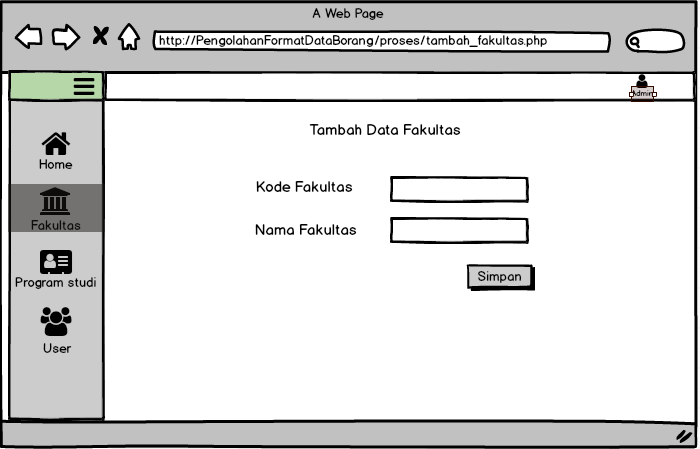 A Web Page
http://PengolahanFormatDataBorang/proses/tambah_fakultas.php
Admin
Home
Fakultas
Program studi
User
Tambah Data Fakultas
Kode Fakultas
Nama Fakultas
Simpan